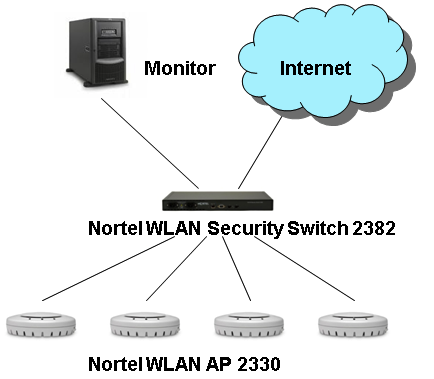 Monitor
Internet
Nortel WLAN Security Switch 2382
Nortel WLAN AP 2330